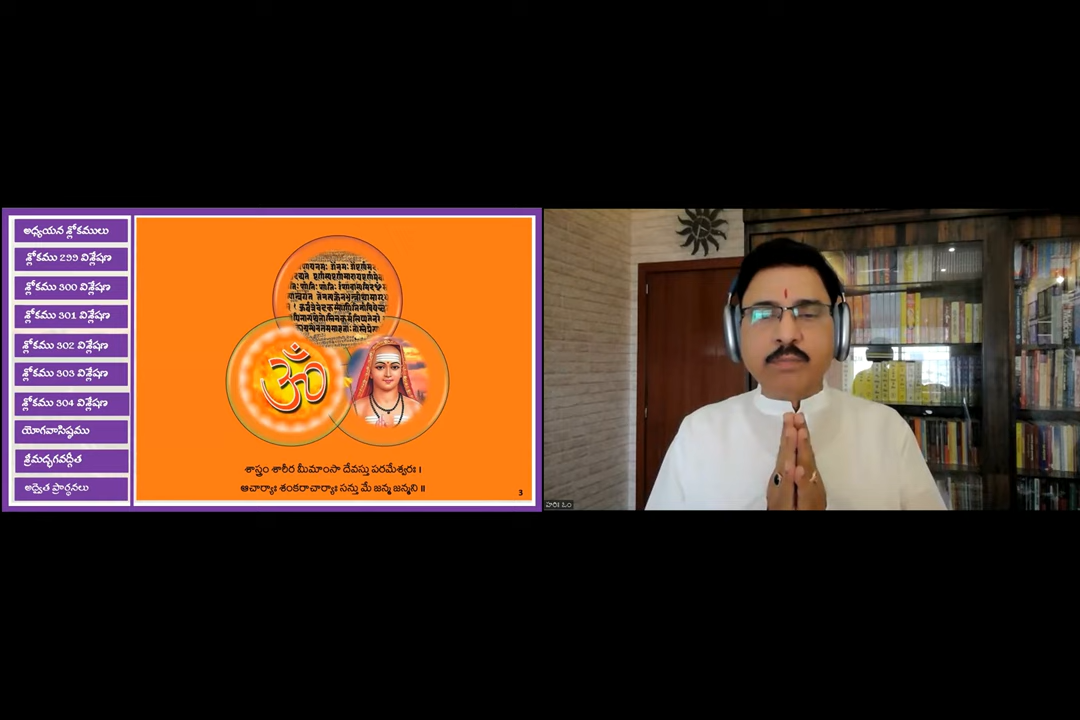 అధ్యయన శ్లోకములు
శ్లోకము 299 విశ్లేషణ
శ్లోకము 300 విశ్లేషణ
శ్లోకము 301 విశ్లేషణ
శ్లోకము 302 విశ్లేషణ
శ్లోకము 303 విశ్లేషణ
శ్లోకము 304 విశ్లేషణ
యోగవాసిష్ఠము
శ్రీమద్భగవద్గీత
అద్వైత ప్రార్థనలు
ॐ
శాస్త్రం శారీర మీమాంసా దేవస్తు పరమేశ్వరః ।
ఆచార్యాః శంకరాచార్యాః సన్తు మే జన్మ జన్మని ॥
3
హరిః ఓం